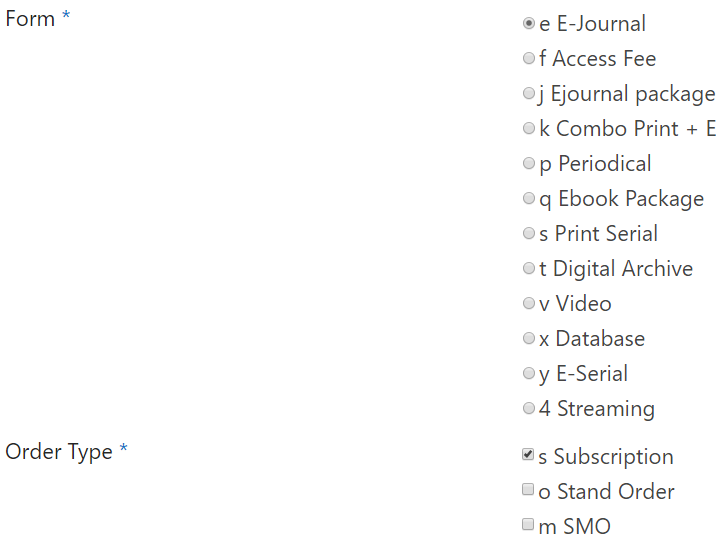 Form *
e E-Journal
f Access Fee
j Ejournal package
k Combo Print + E
p Periodical
q Ebook Package
s Print Serial
t Digital Archive
v Video
x Database
y E-Serial
4 Streaming
Order Type *
s Subscription
o Stand Order
m SMO